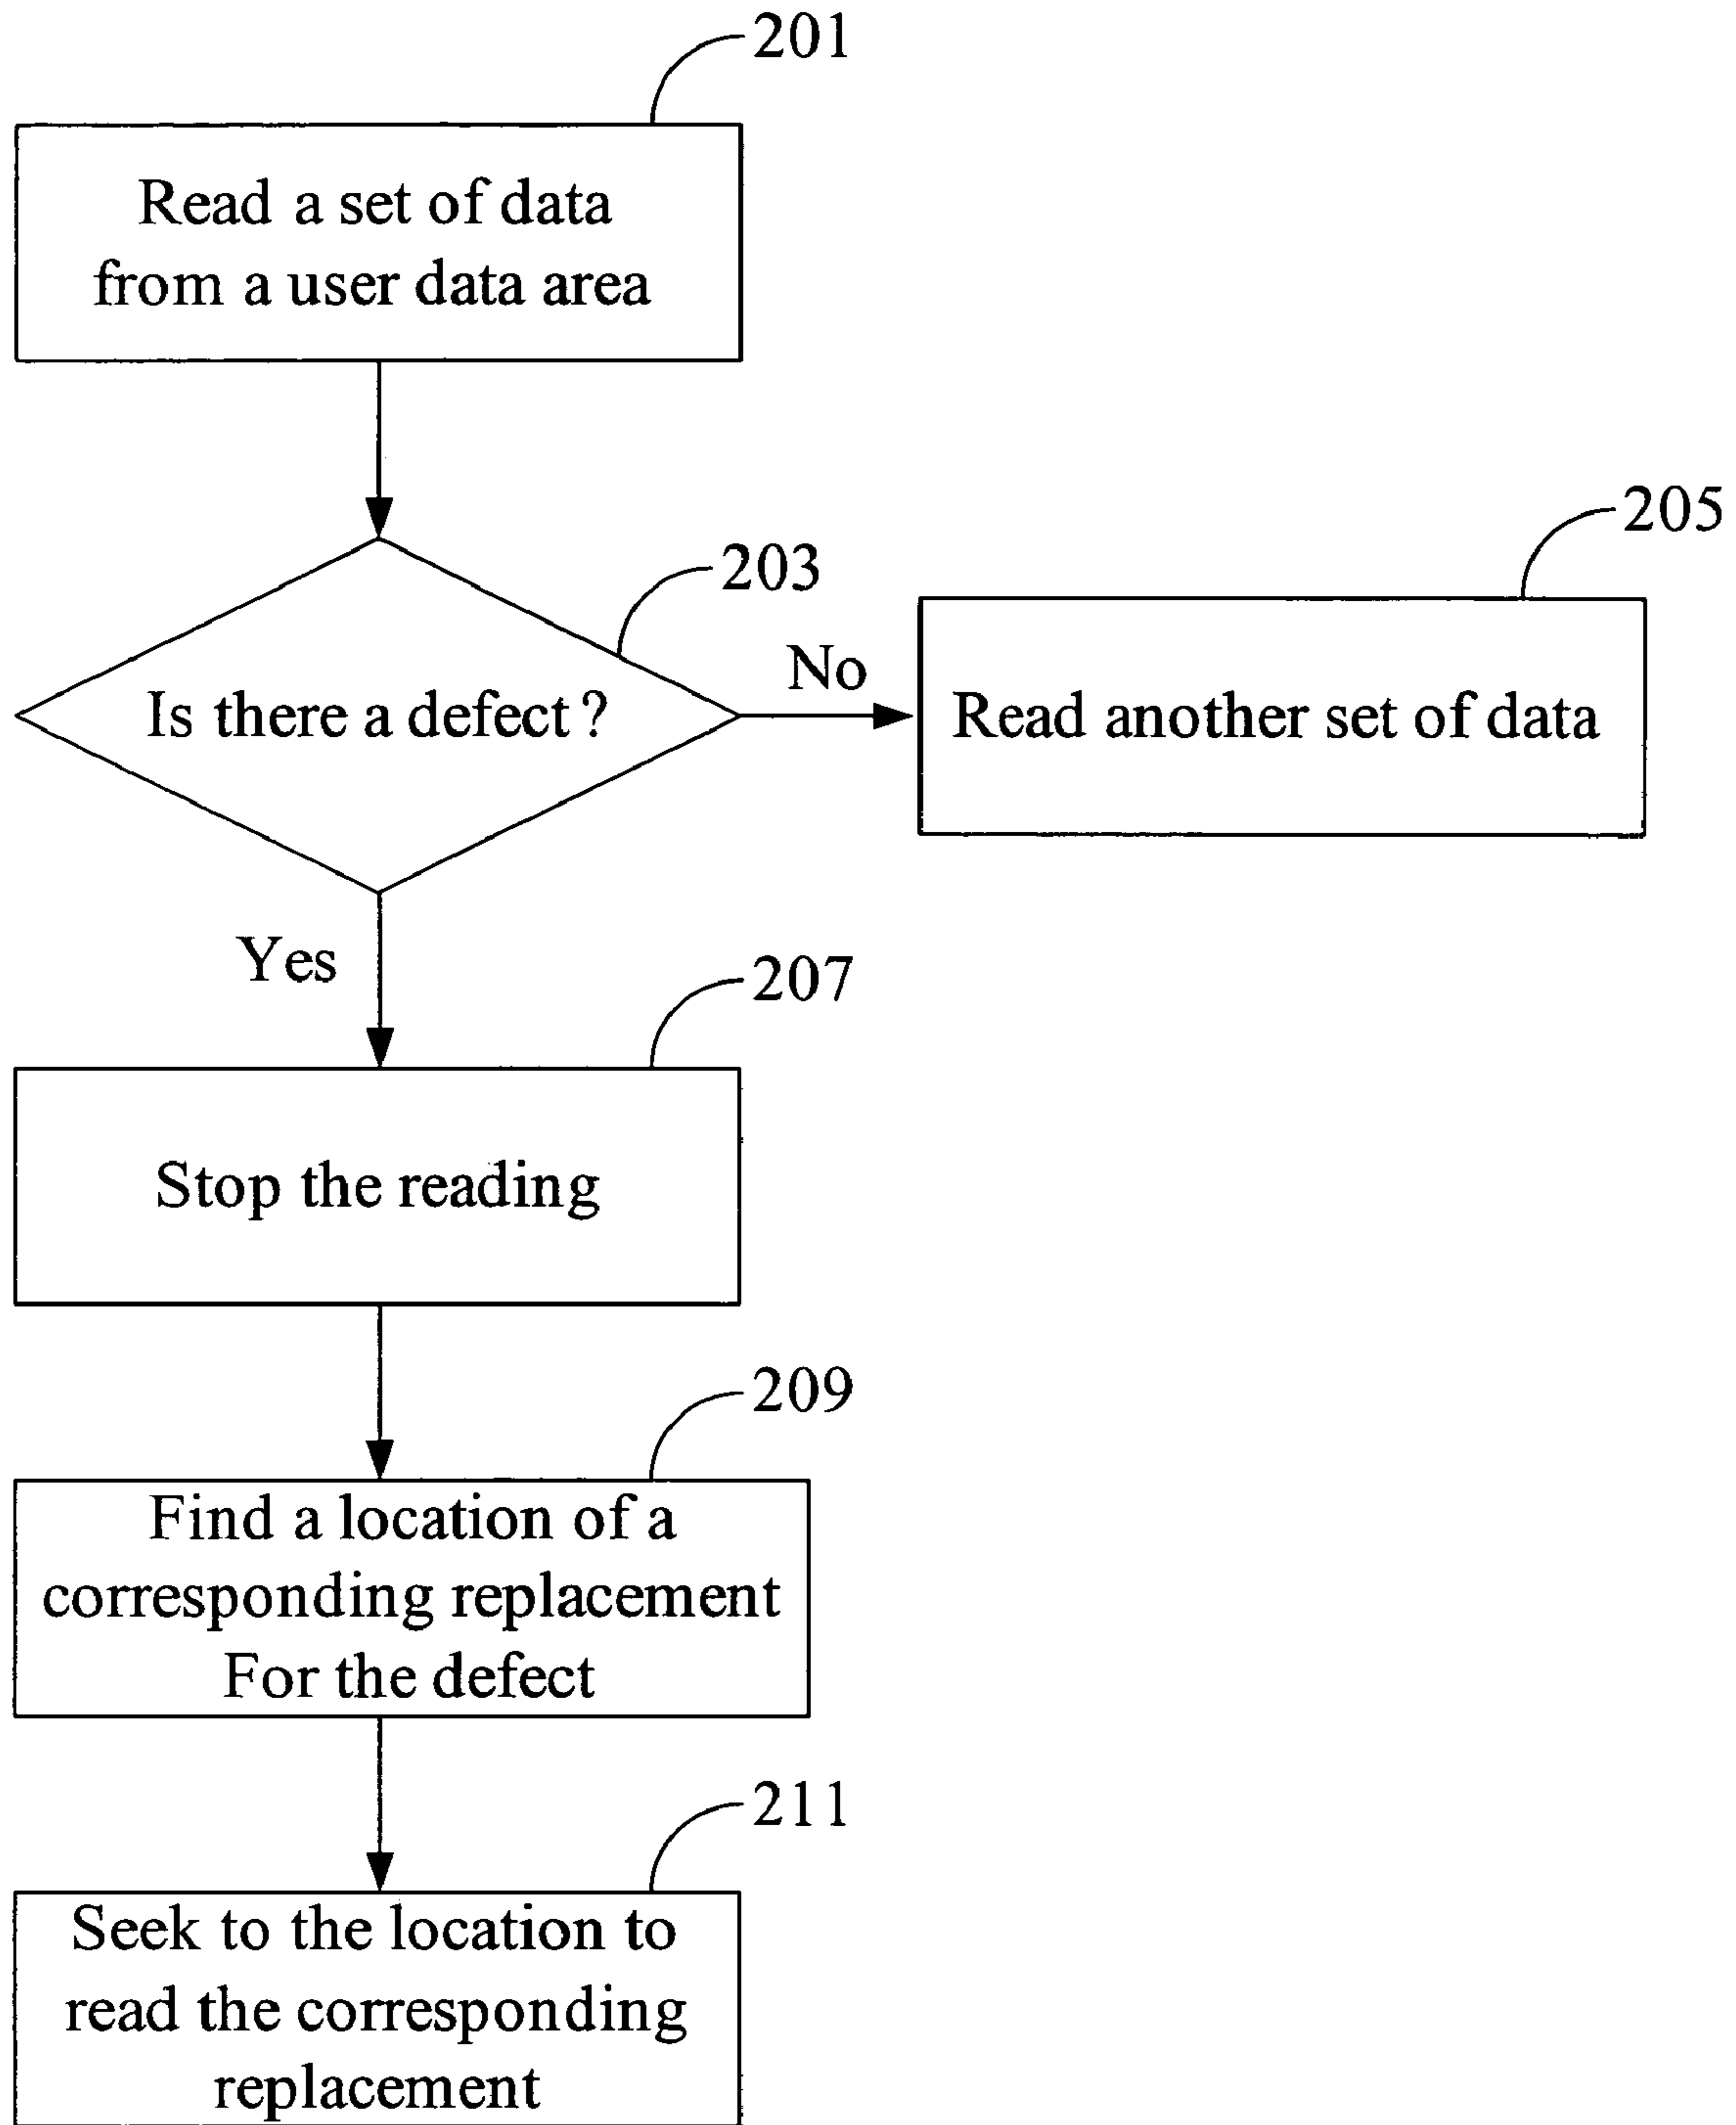 201
Read a set of data
from a user data area
203
Is there a defect ?
No
205
Read another set of data
Yes
207
Stop the reading
209
Find a location of a
corresponding replacement
For the defect
211
Seek to the location to
read the corresponding
replacement